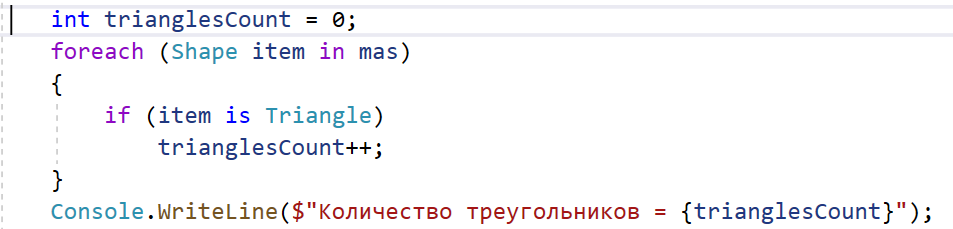 int trianglesCount = 0;
foreach (Shape item in mas)
{
if (item is Triangle)
trianglesCount++;
}
Console.WriteLine($"Количество треугольников = {trianglesCount}");